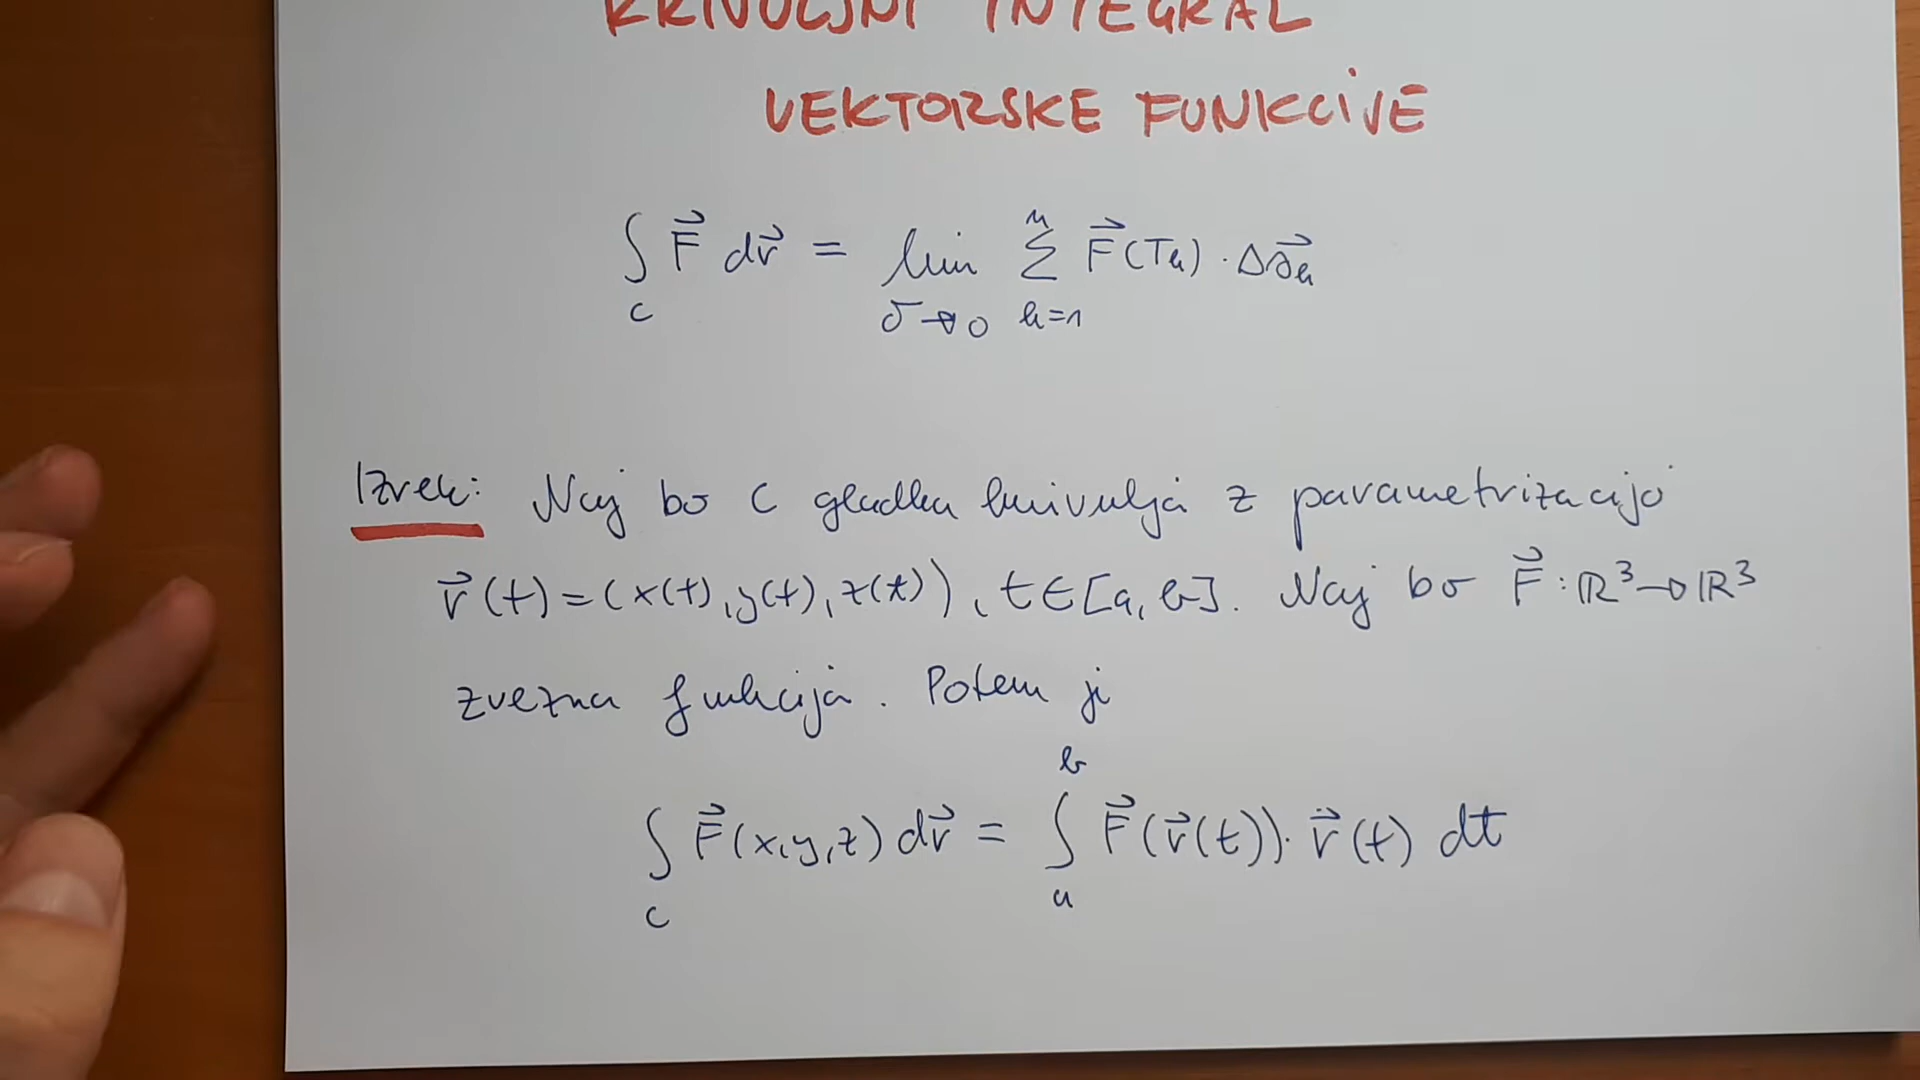 KRIVULJNI INTEGRAL
VEKTORSKE FUNKCIJE
∫_C F⃗ dr⃗ = lim_{δ→0} ∑_{k=1}^{n} F⃗(T_k) · Δs⃗_k
Izrek: Naj bo C gladka krivulja z parametrizacijo
r⃗(t) = (x(t), y(t), z(t)), t ∈ [a, b]. Naj bo F⃗: ℝ³ → ℝ³
zvezna funkcija. Potem je
∫_C F⃗(x,y,z) dr⃗ = ∫_a^b F⃗(r⃗(t)) · ṙ⃗(t) dt